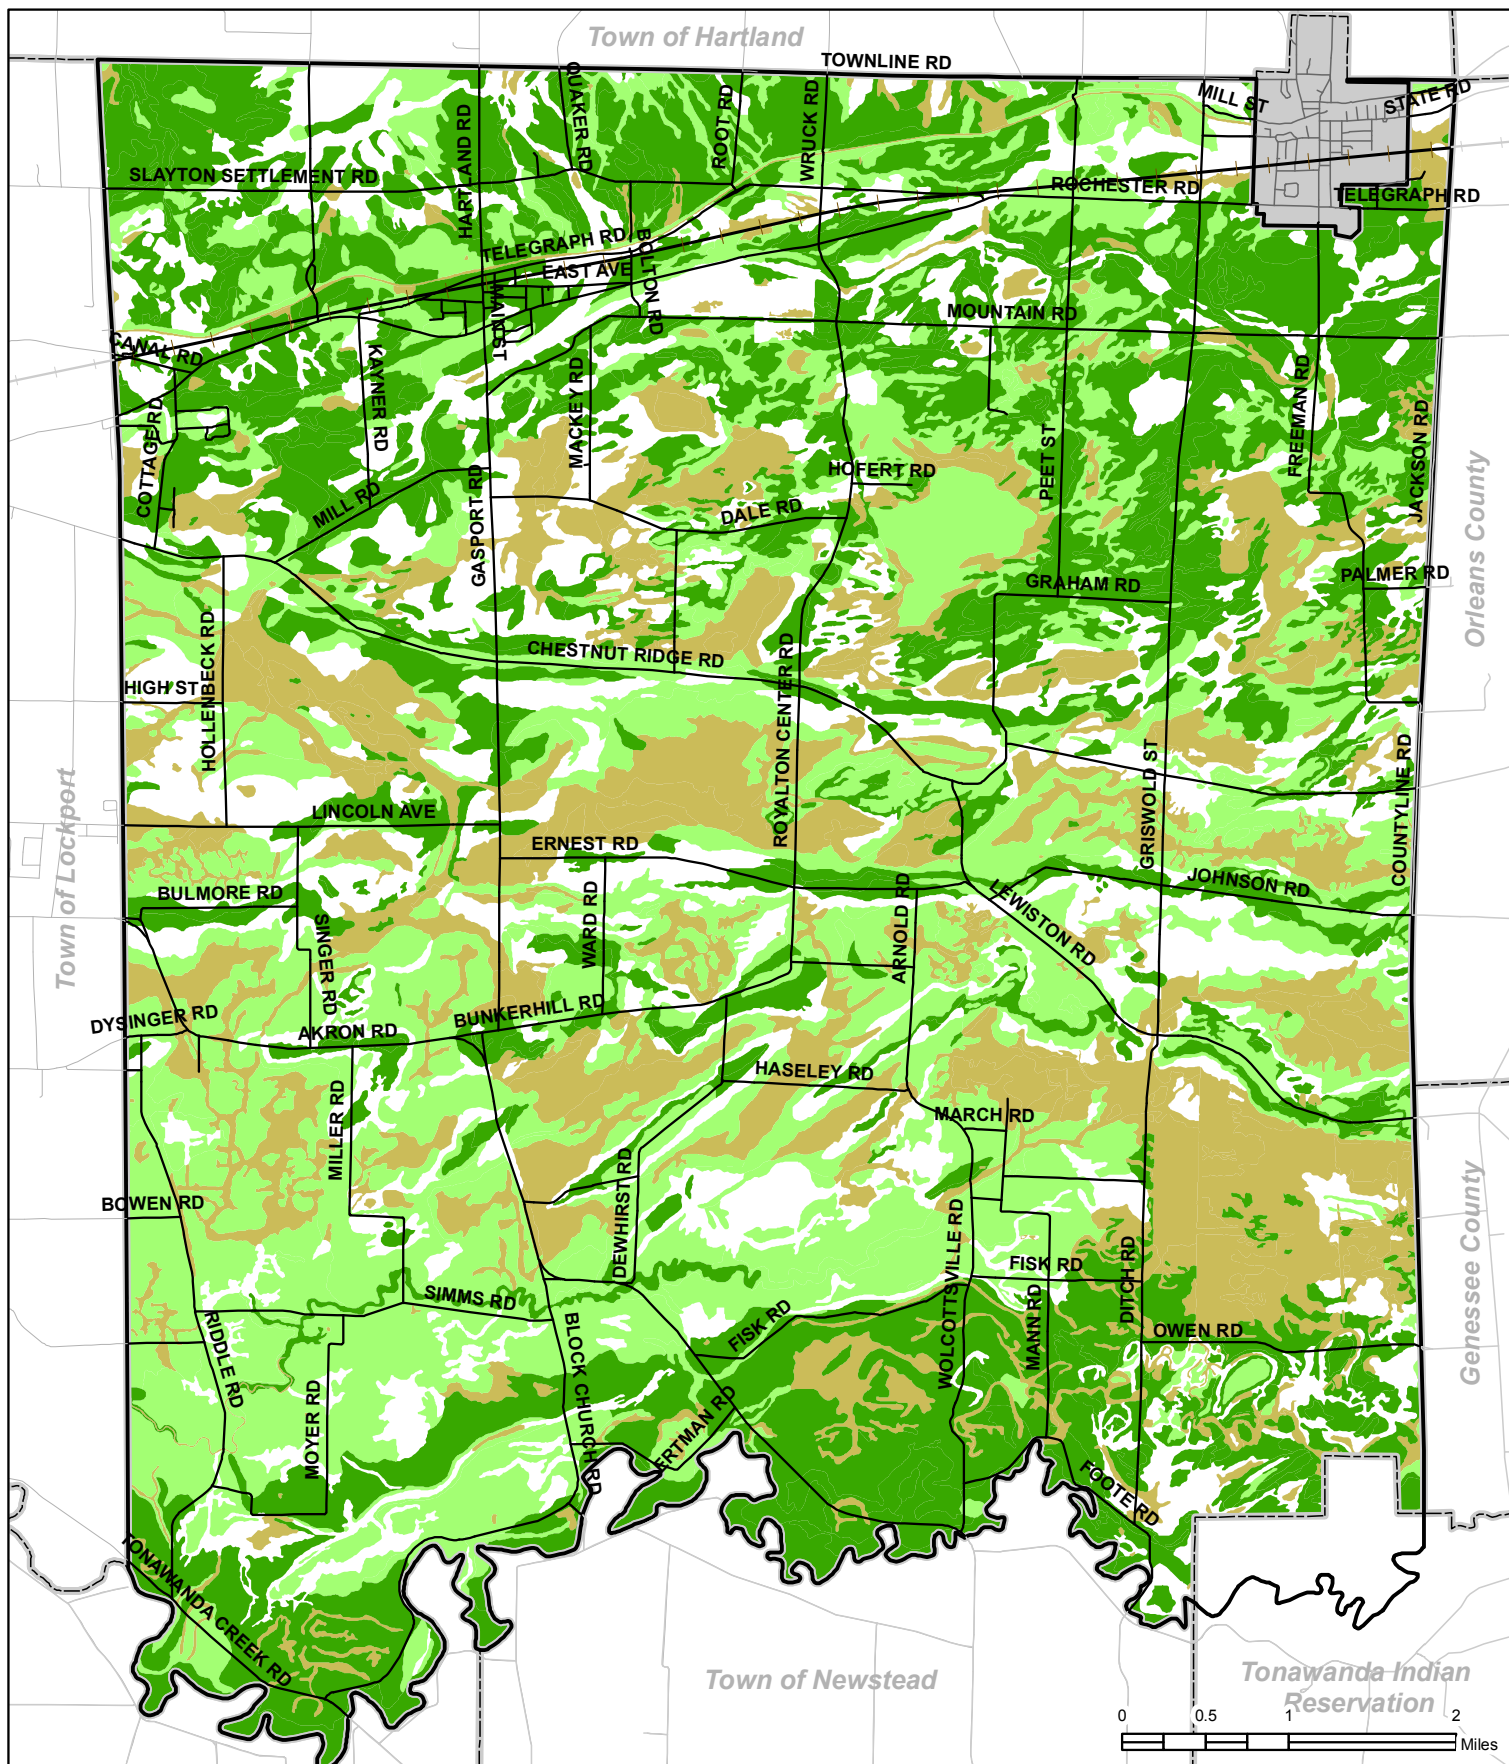 Town of Hartland
TOWNLINE RD
MILL ST
STATE RD
QUAKER RD
ROOT RD
WRUCK RD
HARTLAND RD
SLAYTON SETTLEMENT RD
ROCHESTER RD
TELEGRAPH RD
TELEGRAPH RD
EAST AVE
BOLTON RD
MAIN ST
MOUNTAIN RD
CANAL RD
KAYNER RD
MACKEY RD
FREEMAN RD
JACKSON RD
COTTAGE RD
HOFERT RD
PEET ST
MILL RD
GASPORT RD
DALE RD
Orleans County
GRAHAM RD
PALMER RD
HOLLENBECK RD
CHESTNUT RIDGE RD
HIGH ST
ROYALTON CENTER RD
GRISWOLD ST
COUNTYLINE RD
Town of Lockport
LINCOLN AVE
ERNEST RD
BULMORE RD
WARD RD
ARNOLD RD
LEWISTON RD
JOHNSON RD
SINGER RD
DYSINGER RD
AKRON RD
BUNKERHILL RD
HASELEY RD
MARCH RD
MILLER RD
BOWEN RD
DEWHIRST RD
WOLCOTTSVILLE RD
FISK RD
DITCH RD
Genessee County
SIMMS RD
RIDDLE RD
BLOCK CHURCH RD
FISK RD
MANN RD
OWEN RD
MOYER RD
ERTMAN RD
FOOTE RD
TONAWANDA CREEK RD
Town of Newstead
Tonawanda Indian
Reservation
0 0.5 1 2
Miles